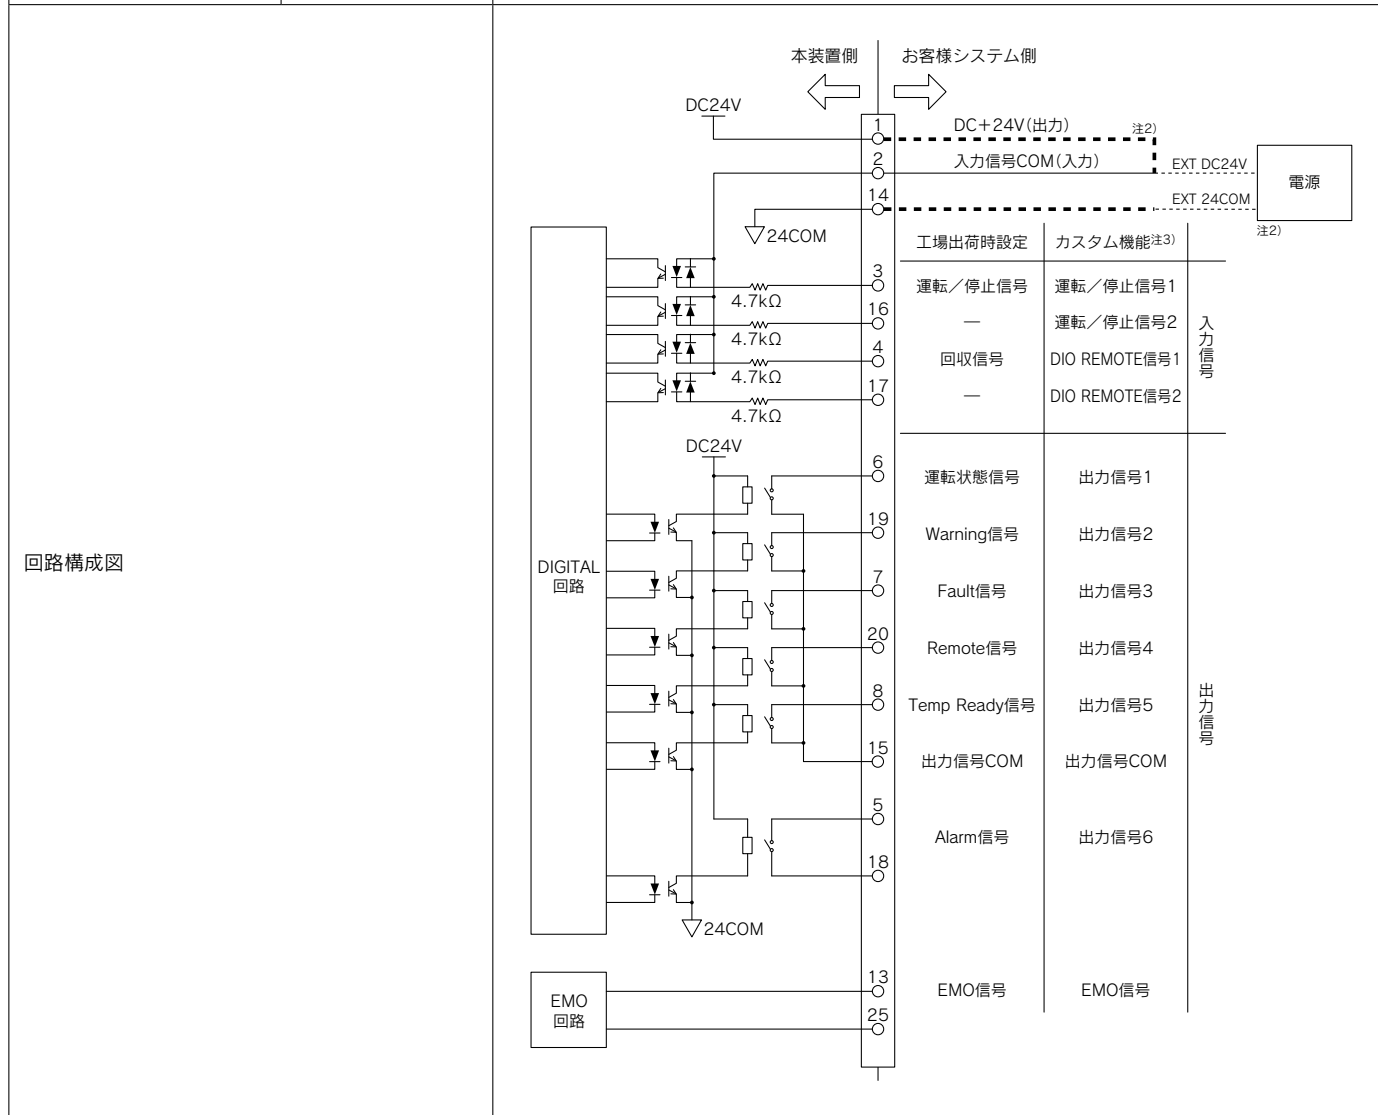 本装置側
お客様システム側
DC24V
1
DC+24V(出力)
注2)
2
入力信号COM(入力)
EXT DC24V
電源
14
EXT 24COM
注2)
24COM
工場出荷時設定
カスタム機能注3)
3
運転／停止信号
運転／停止信号1
4.7kΩ
16
—
運転／停止信号2
4.7kΩ
4
回収信号
DIO REMOTE信号1
4.7kΩ
17
—
DIO REMOTE信号2
4.7kΩ
入力信号
DC24V
6
運転状態信号
出力信号1
19
Warning信号
出力信号2
回路構成図
DIGITAL
回路
7
Fault信号
出力信号3
20
Remote信号
出力信号4
8
Temp Ready信号
出力信号5
出力信号
15
出力信号COM
出力信号COM
5
Alarm信号
出力信号6
18
24COM
EMO
回路
13
EMO信号
EMO信号
25